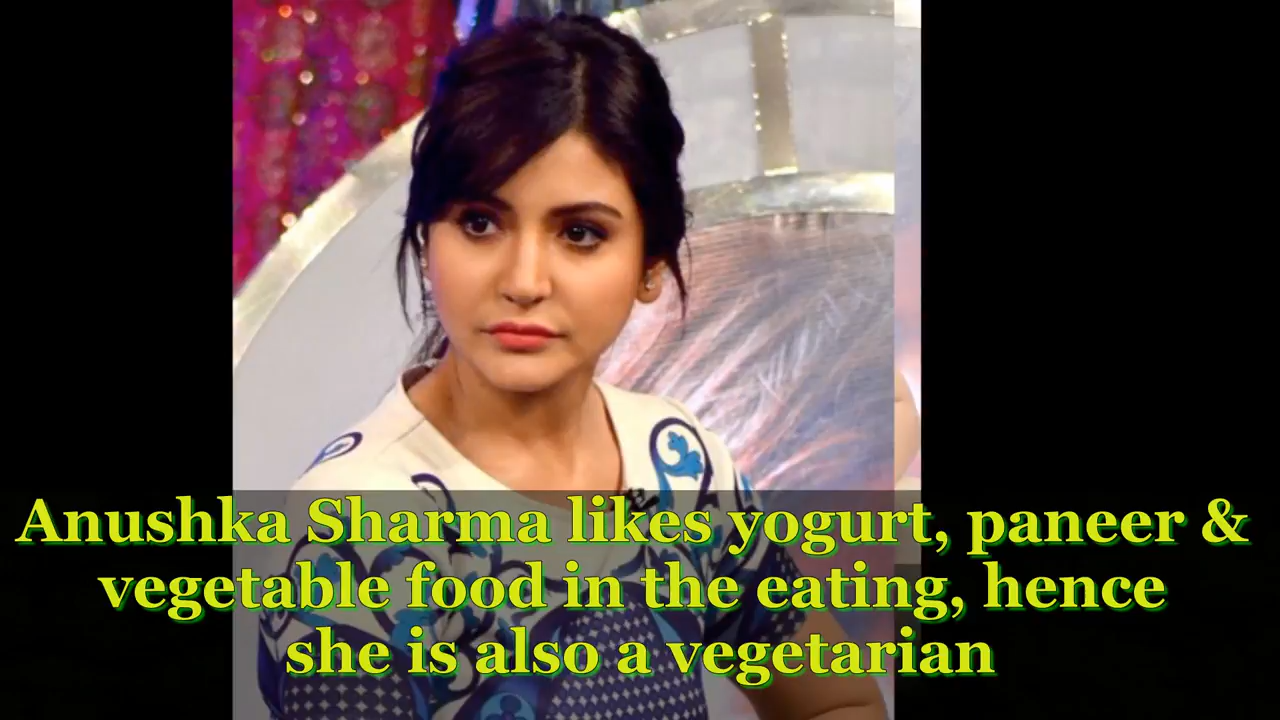 Anushka Sharma likes yogurt, paneer &
vegetable food in the eating, hence
she is also a vegetarian